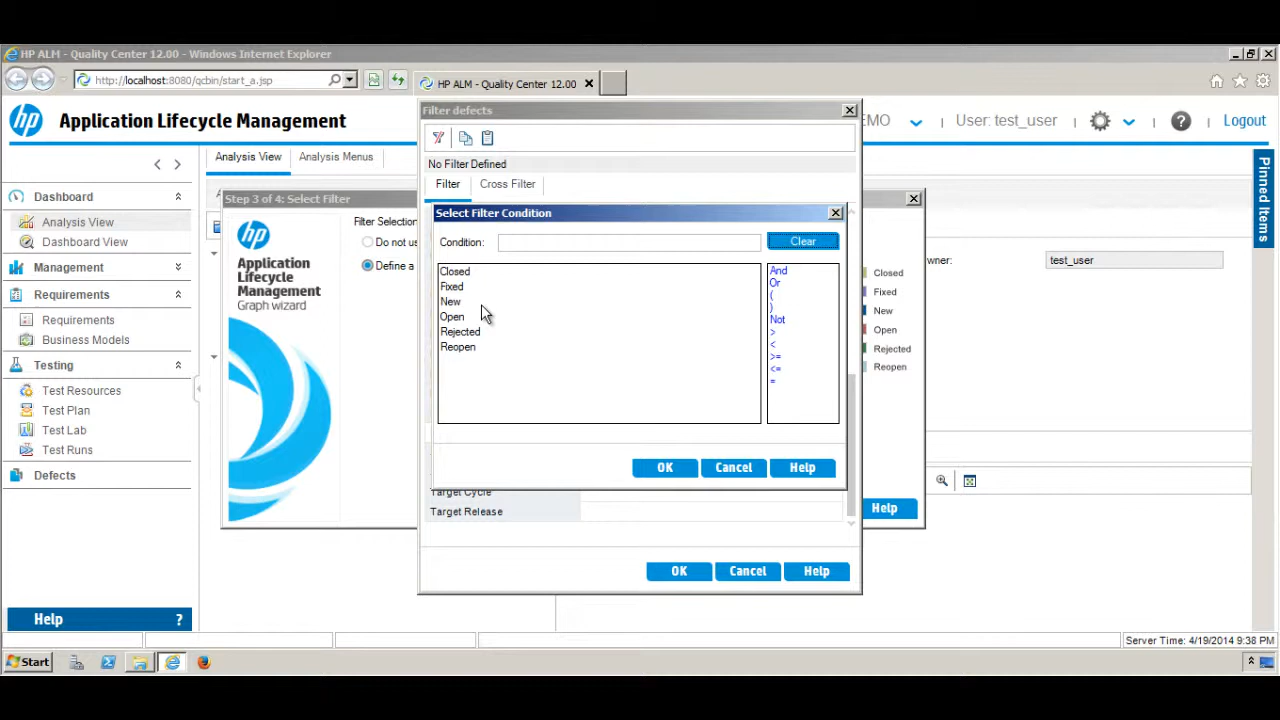 HP ALM - Quality Center 12.00 - Windows Internet Explorer
http://localhost:8080/qcbin/start_a.jsp
HP ALM - Quality Center 12.00
hp
Application Lifecycle Management
EMO
User: test_user
?
Logout
Pinned Items
Dashboard
Analysis View
Dashboard View
Management
Requirements
Requirements
Business Models
Testing
Test Resources
Test Plan
Test Lab
Test Runs
Defects
Help
?
Analysis View
Analysis Menus
Step 3 of 4: Select Filter
hp
Application
Lifecycle
Management
Graph wizard
Filter Selection
Do not us
Define a
Help
wner:
test_user
Closed
Fixed
New
Open
Rejected
Reopen
Filter defects
No Filter Defined
Filter
Cross Filter
Target Cycle
Target Release
OK
Cancel
Help
Select Filter Condition
Condition:
Clear
Closed
Fixed
New
Open
Rejected
Reopen
And
Or
(
)
Not
>
<
>=
<=
=
OK
Cancel
Help
Server Time: 4/19/2014 9:38 PM
Start